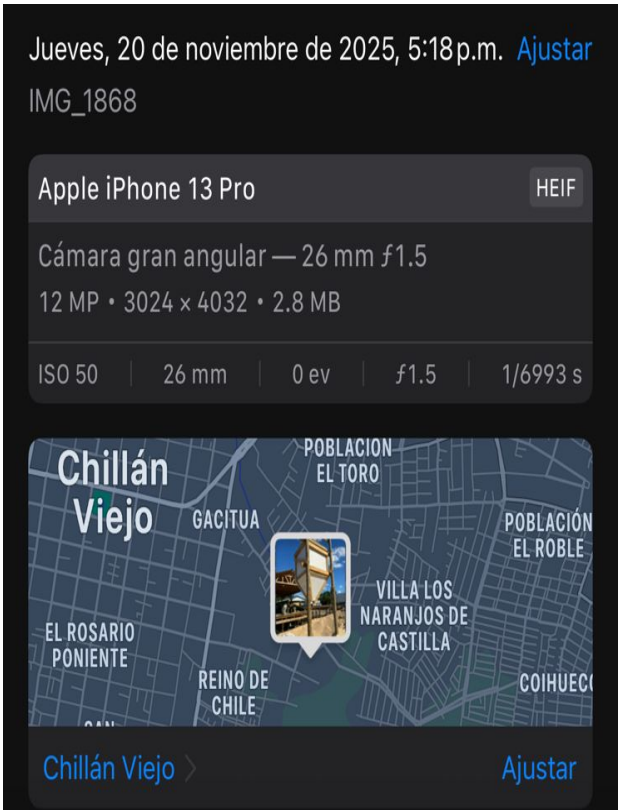 Jueves, 20 de noviembre de 2025, 5:18 p.m. Ajustar
IMG_1868
Apple iPhone 13 Pro HEIF
Cámara gran angular — 26 mm ƒ1.5
12 MP • 3024 × 4032 • 2.8 MB
ISO 50 26 mm 0 ev ƒ1.5 1/6993 s
POBLACIÓN
EL TORO
Chillán
Viejo
GACITUA
POBLACIÓN
EL ROBLE
VILLA LOS
NARANJOS DE
CASTILLA
EL ROSARIO
PONIENTE
REINO DE
CHILE
COIHUEC
Chillán Viejo
Ajustar